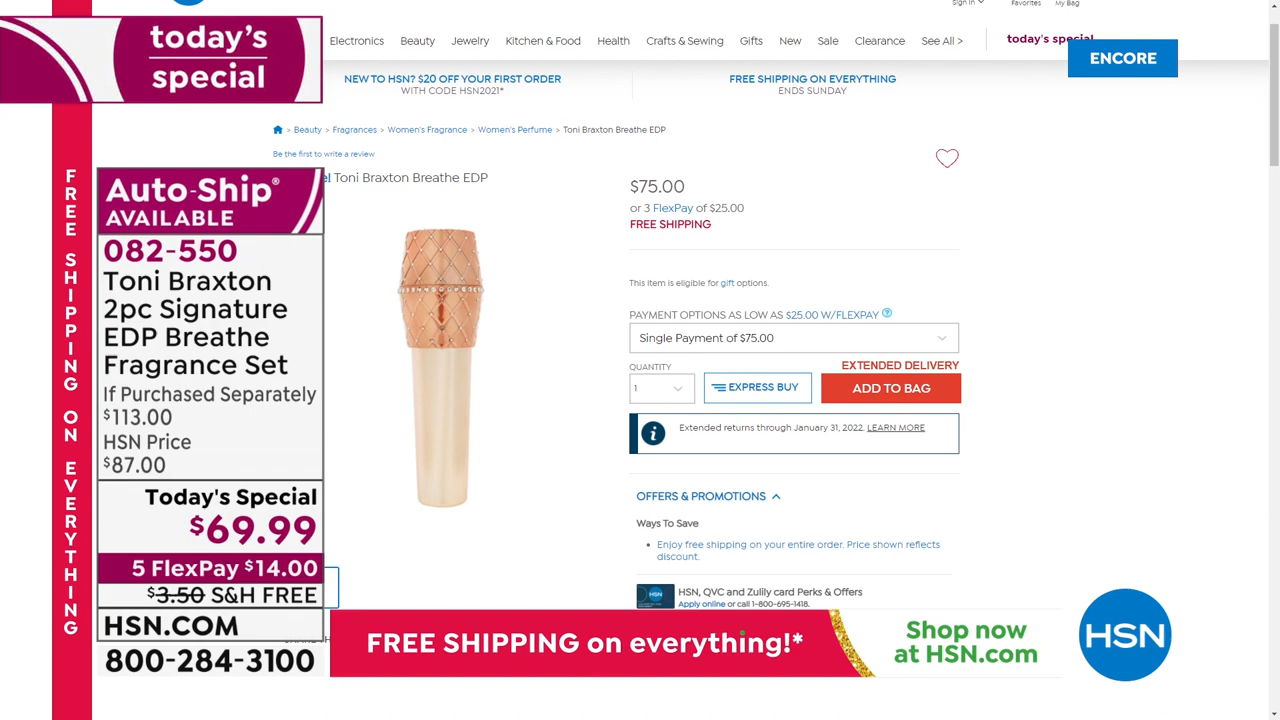 today's
special
Sign In
Favorites
My Bag
Electronics
Beauty
Jewelry
Kitchen & Food
Health
Crafts & Sewing
Gifts
New
Sale
Clearance
See All >
today's special
ENCORE
NEW TO HSN? $20 OFF YOUR FIRST ORDER
WITH CODE HSN2021*
FREE SHIPPING ON EVERYTHING
ENDS SUNDAY
> Beauty > Fragrances > Women's Fragrance > Women's Perfume > Toni Braxton Breathe EDP
Be the first to write a review
Toni Braxton Breathe EDP
FREE SHIPPING ON EVERYTHING
Auto-Ship®
AVAILABLE
082-550
Toni Braxton
2pc Signature
EDP Breathe
Fragrance Set
If Purchased Separately
$113.00
HSN Price
$87.00
Today's Special
$69.99
5 FlexPay $14.00
$3.50 S&H FREE
HSN.COM
800-284-3100
$75.00
or 3 FlexPay of $25.00
FREE SHIPPING
This item is eligible for gift options.
PAYMENT OPTIONS AS LOW AS $25.00 W/FLEXPAY ?
Single Payment of $75.00
QUANTITY
EXTENDED DELIVERY
1
EXPRESS BUY
ADD TO BAG
Extended returns through January 31, 2022. LEARN MORE
OFFERS & PROMOTIONS
Ways To Save
• Enjoy free shipping on your entire order. Price shown reflects
discount.
HSN
HSN, QVC and Zulily card Perks & Offers
Apply online or call 1-800-695-1418.
FREE SHIPPING on everything!*
Shop now
at HSN.com
HSN